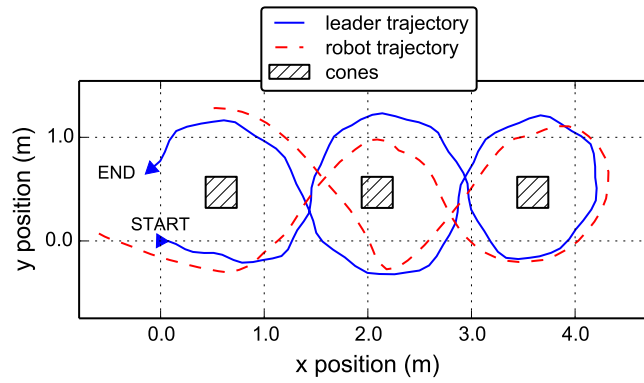 leader trajectory
robot trajectory
cones
y position (m)
1.0
0.0
END
START
0.0
1.0
2.0
3.0
4.0
x position (m)